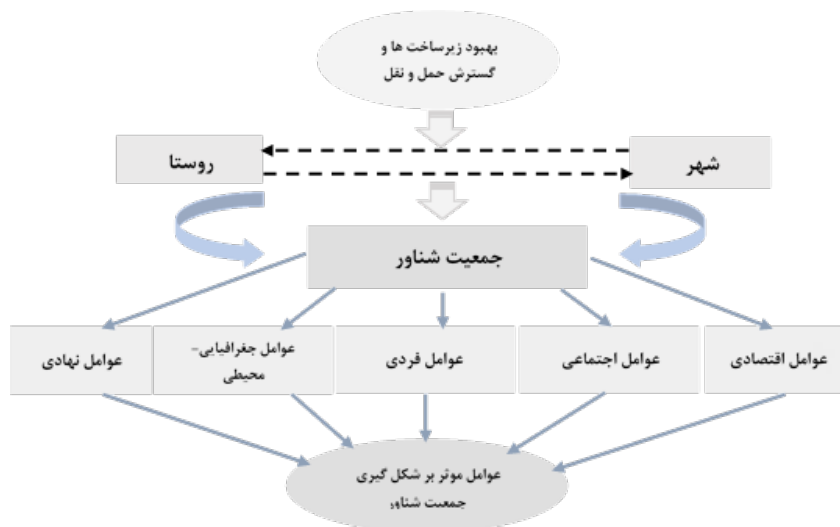 بهبود زیرساخت ها و
گسترش حمل و نقل
شهر
روستا
جمعیت شناور
عوامل اقتصادی
عوامل اجتماعی
عوامل فردی
عوامل جغرافیایی-
محیطی
عوامل نهادی
عوامل موثر بر شکل گیری
جمعیت شناور